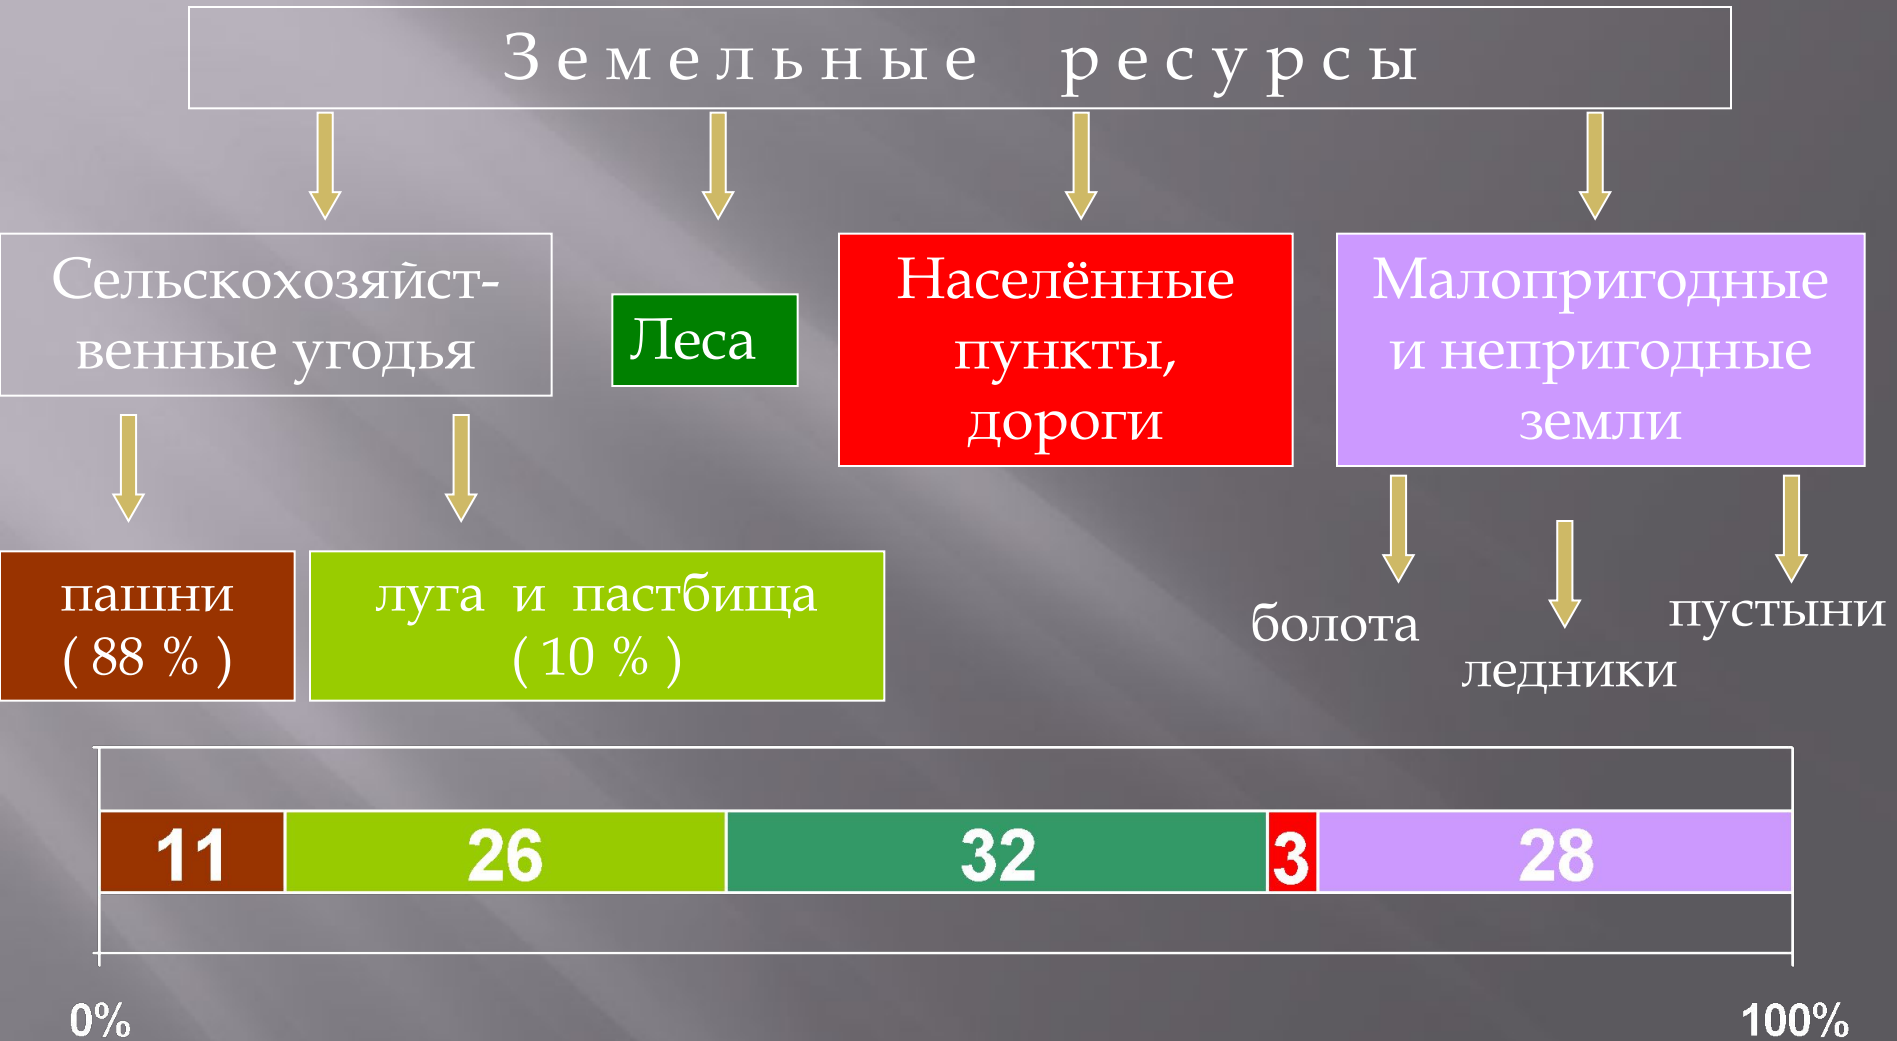 Земельные ресурсы
Сельскохозяйст-
венные угодья
Леса
Населённые
пункты,
дороги
Малопригодные
и непригодные
земли
пашни
( 88 % )
луга и пастбища
( 10 % )
болота
ледники
пустыни
11 26 32 3 28
0% 100%